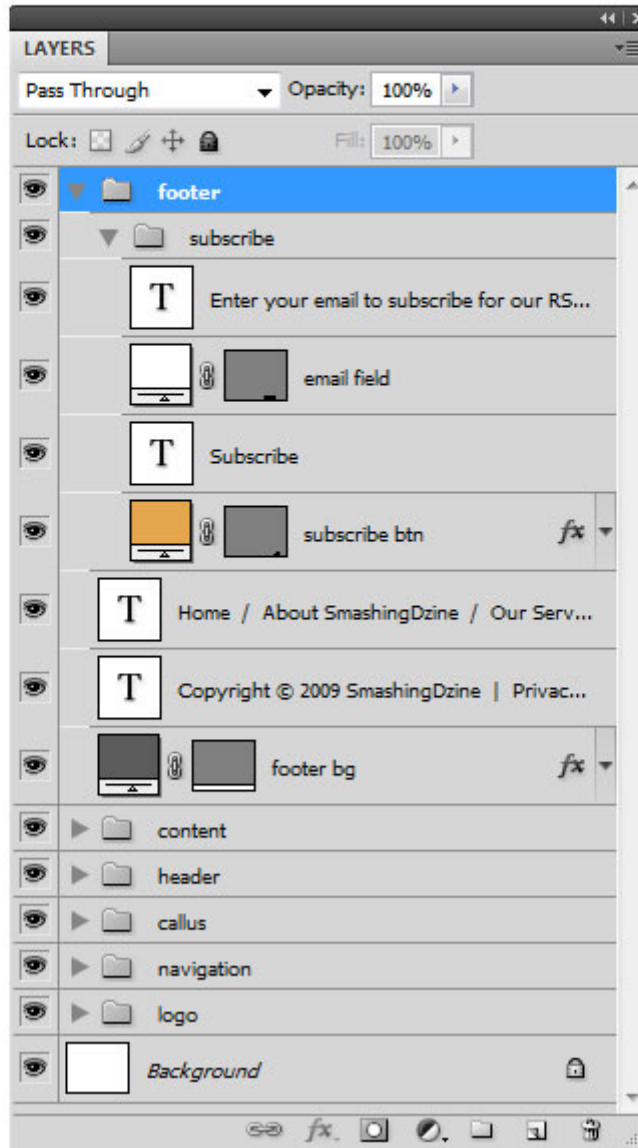 LAYERS
Pass Through Opacity: 100%
Lock: Fill: 100%
footer
subscribe
T Enter your email to subscribe for our RS...
email field
T Subscribe
subscribe btn fx
T Home / About SmashingDzine / Our Serv...
T Copyright © 2009 SmashingDzine | Privac...
footer bg fx
content
header
callus
navigation
logo
Background
fx